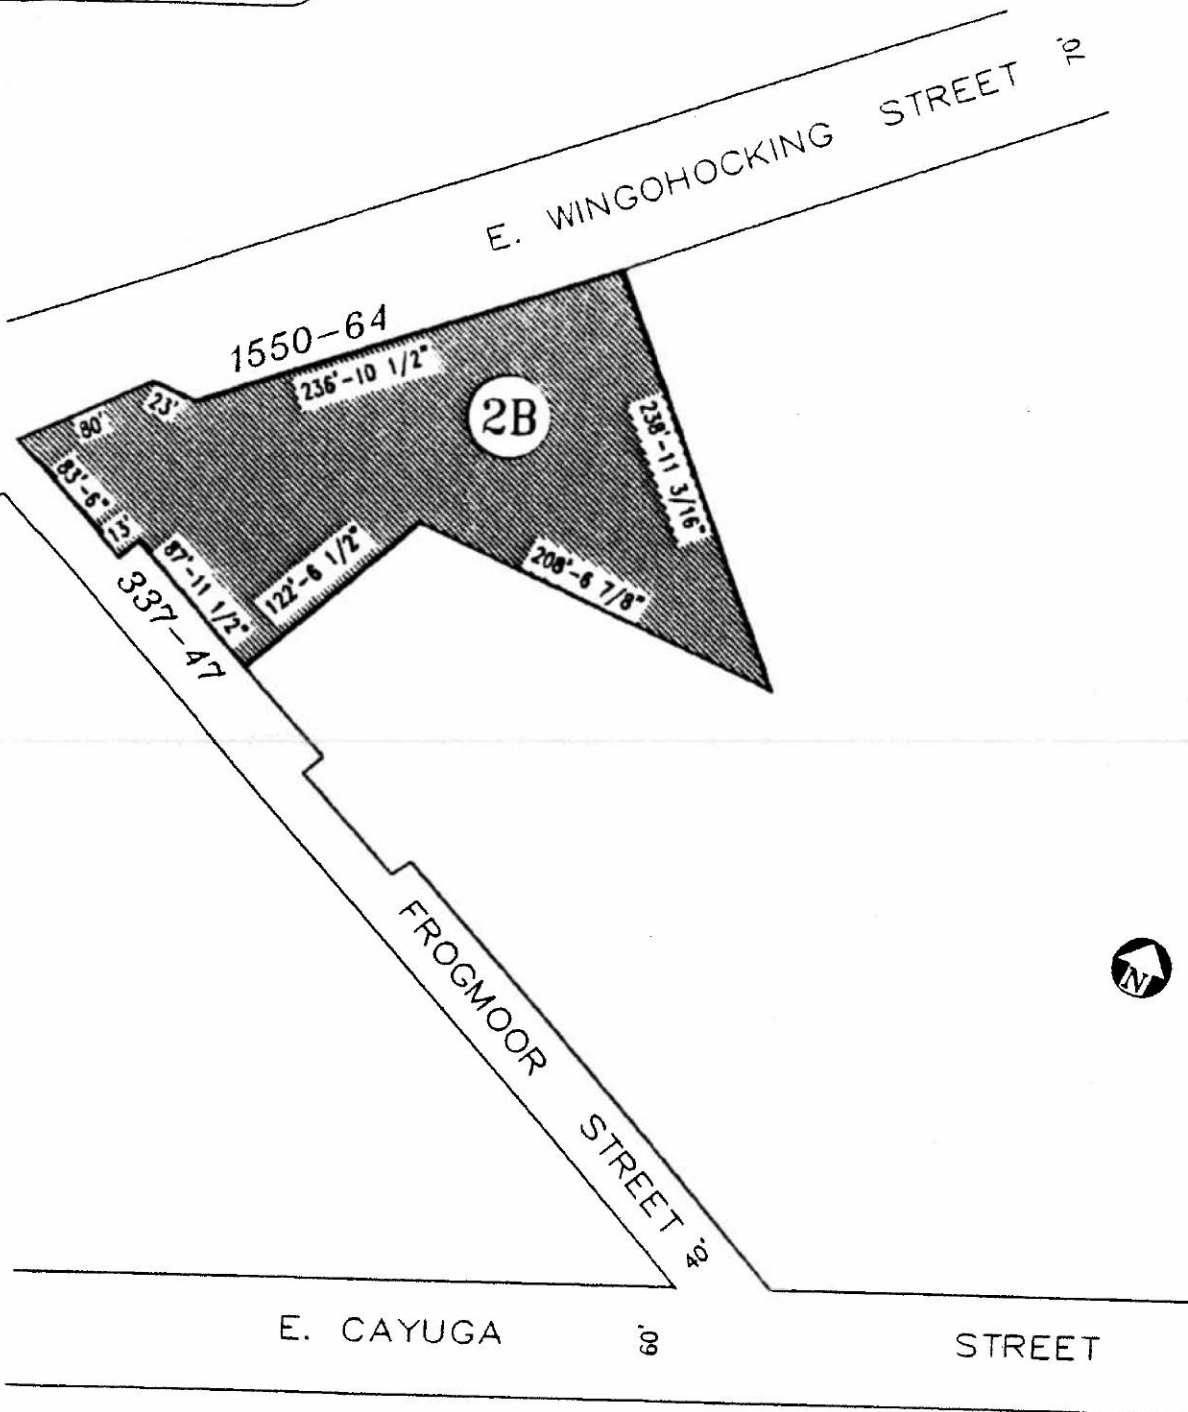 E. WINGOHOCKING STREET 70'
1550-64
236'-10 1/2"
23'
80'
2B
238'-11 3/16"
83'-6"
13'
87'-11 1/2"
122'-6 1/2"
208'-6 7/8"
337-47
FROGMOOR STREET 40'
N
E. CAYUGA 60' STREET